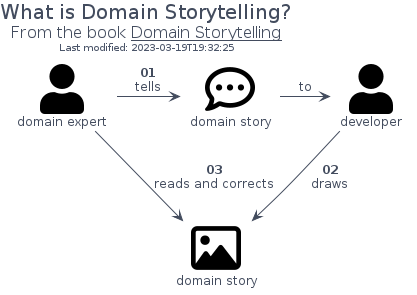 What is Domain Storytelling?
From the book Domain Storytelling
Last modified: 2023-03-19T19:32:25
01
tells
to
domain expert
domain story
developer
03
reads and corrects
02
draws
domain story